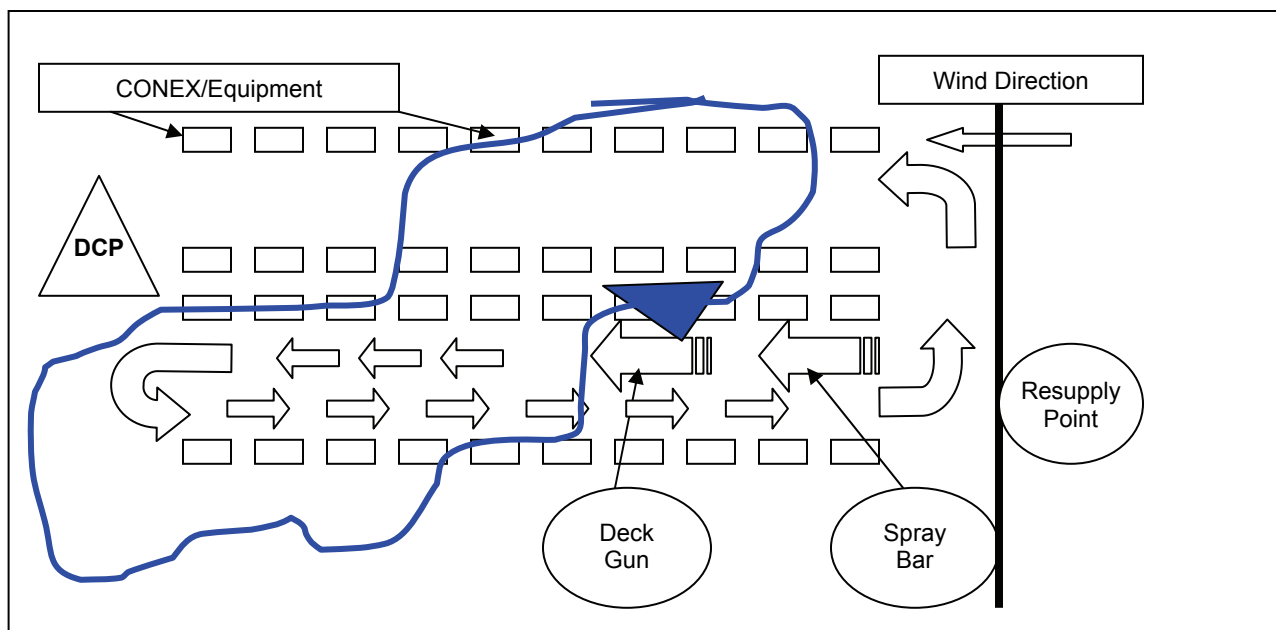 CONEX/Equipment
Wind Direction
DCP
Resupply
Point
Deck
Gun
Spray
Bar